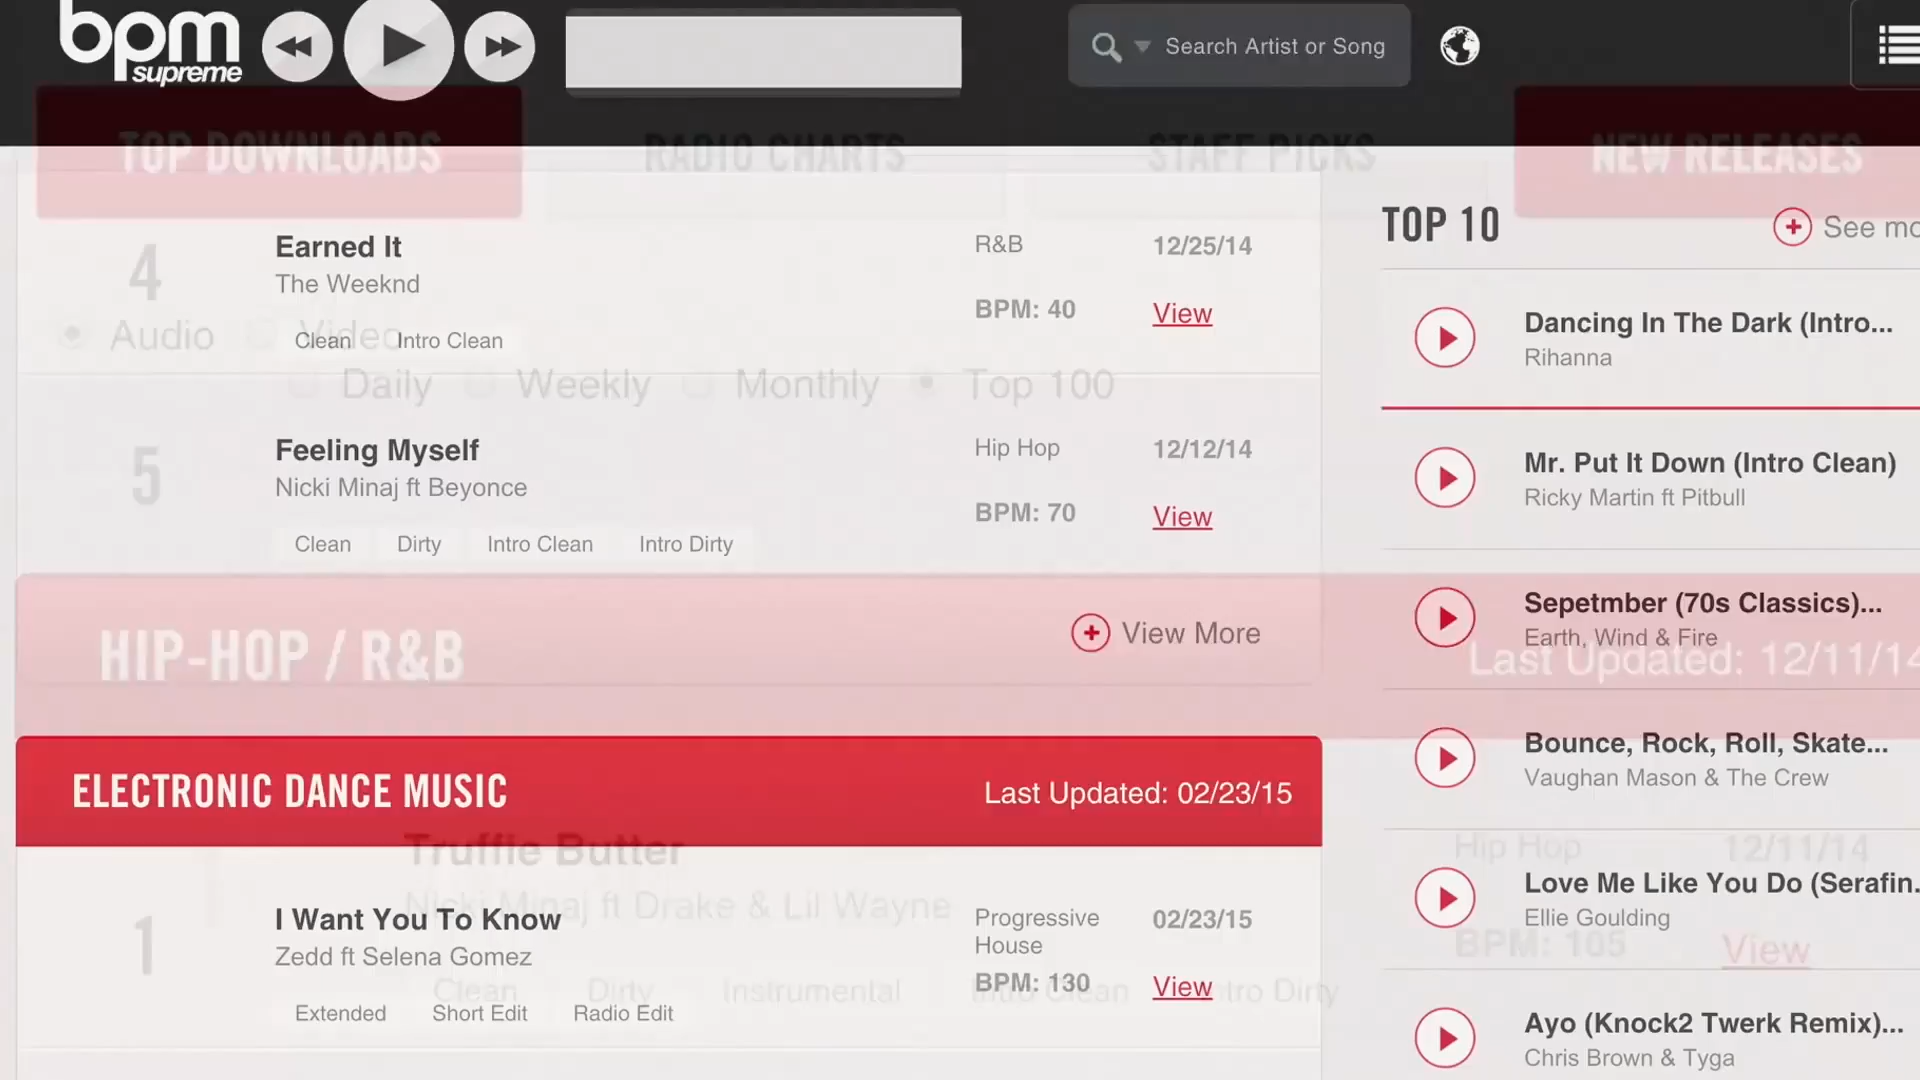 bpm
supreme
Search Artist or Song
TOP DOWNLOADS
RADIO CHARTS
STAFF PICKS
NEW RELEASES
4
Earned It
The Weeknd
R&B
12/25/14
BPM: 40
View
Clean
Intro Clean
Audio
Video
Daily
Weekly
Monthly
Top 100
5
Feeling Myself
Nicki Minaj ft Beyonce
Hip Hop
12/12/14
BPM: 70
View
Clean
Dirty
Intro Clean
Intro Dirty
View More
HIP-HOP / R&B
Last Updated: 12/11/14
ELECTRONIC DANCE MUSIC
Last Updated: 02/23/15
Truffle Butter
Nicki Minaj ft Drake & Lil Wayne
Hip Hop
12/11/14
BPM: 105
View
Clean
Dirty
Instrumental
Intro Clean
Intro Dirty
1
I Want You To Know
Zedd ft Selena Gomez
Progressive
House
02/23/15
BPM: 130
View
Extended
Short Edit
Radio Edit
TOP 10
See mo
Dancing In The Dark (Intro...
Rihanna
Mr. Put It Down (Intro Clean)
Ricky Martin ft Pitbull
Sepetmber (70s Classics)...
Earth, Wind & Fire
Bounce, Rock, Roll, Skate...
Vaughan Mason & The Crew
Love Me Like You Do (Serafin.
Ellie Goulding
Ayo (Knock2 Twerk Remix)...
Chris Brown & Tyga